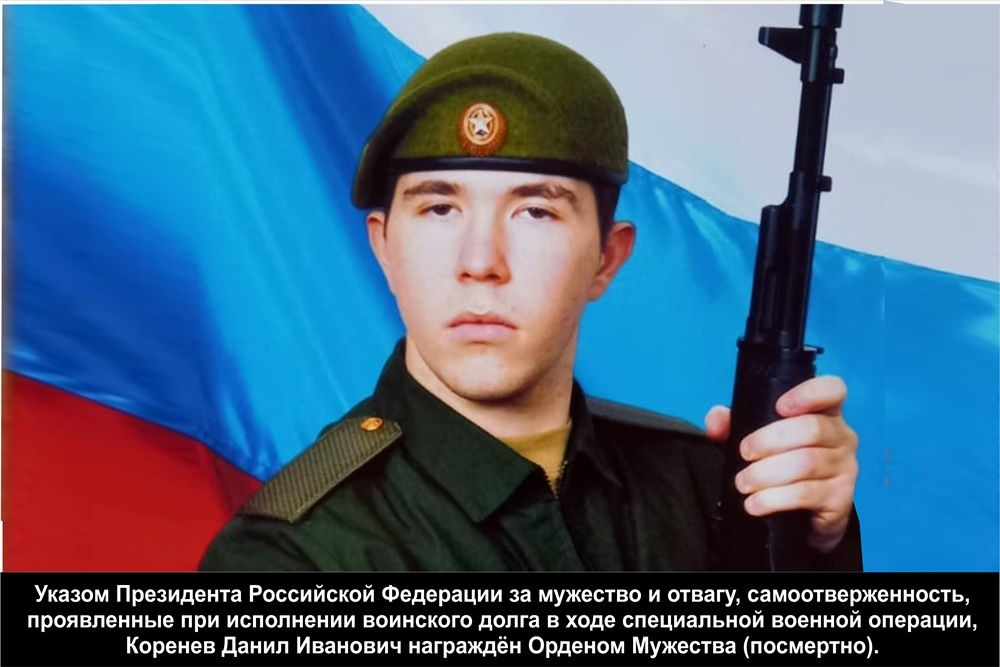 Указом Президента Российской Федерации за мужество и отвагу, самоотверженность,
проявленные при исполнении воинского долга в ходе специальной военной операции,
Коренев Данил Иванович награждён Орденом Мужества (посмертно).